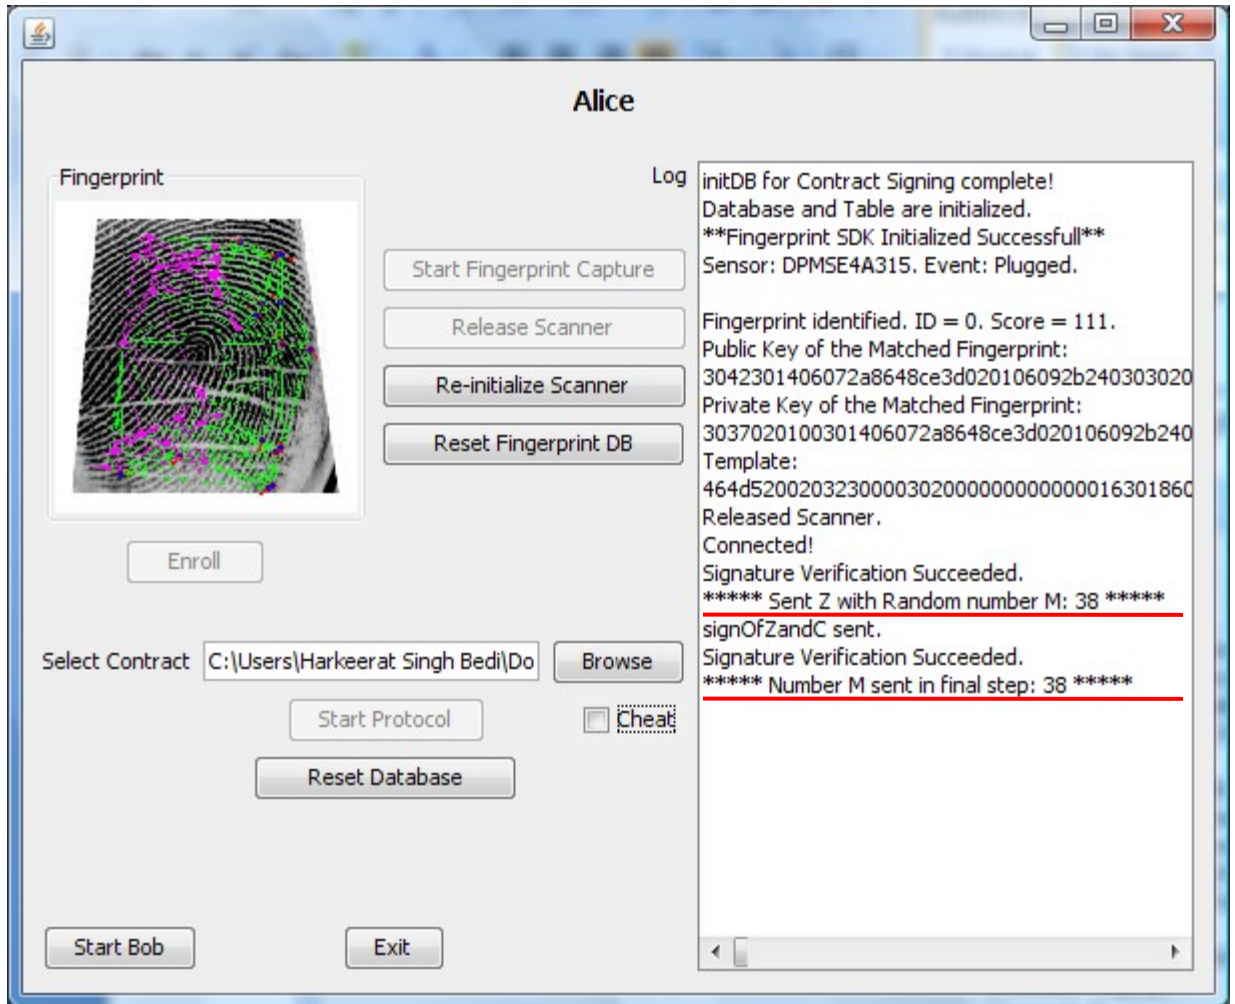 Alice
Fingerprint
Start Fingerprint Capture
Release Scanner
Re-initialize Scanner
Reset Fingerprint DB
Enroll
Select Contract C:\Users\Harkeerat Singh Bedi\Do Browse
Start Protocol Cheat
Reset Database
Start Bob Exit
Log
initDB for Contract Signing complete!
Database and Table are initialized.
**Fingerprint SDK Initialized Successfull**
Sensor: DPMSE4A315. Event: Plugged.
Fingerprint identified. ID = 0. Score = 111.
Public Key of the Matched Fingerprint:
3042301406072a8648ce3d020106092b240303020
Private Key of the Matched Fingerprint:
3037020100301406072a8648ce3d020106092b240
Template:
464d52002032300003020000000000000016301860
Released Scanner.
Connected!
Signature Verification Succeeded.
***** Sent Z with Random number M: 38 *****
signOfZandC sent.
Signature Verification Succeeded.
***** Number M sent in final step: 38 *****